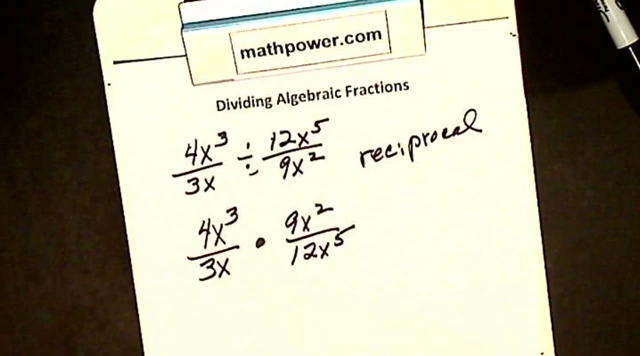 mathpower.com
Dividing Algebraic Fractions
4x³/3x ÷ 12x⁵/9x² reciprocal
4x³/3x • 9x²/12x⁵